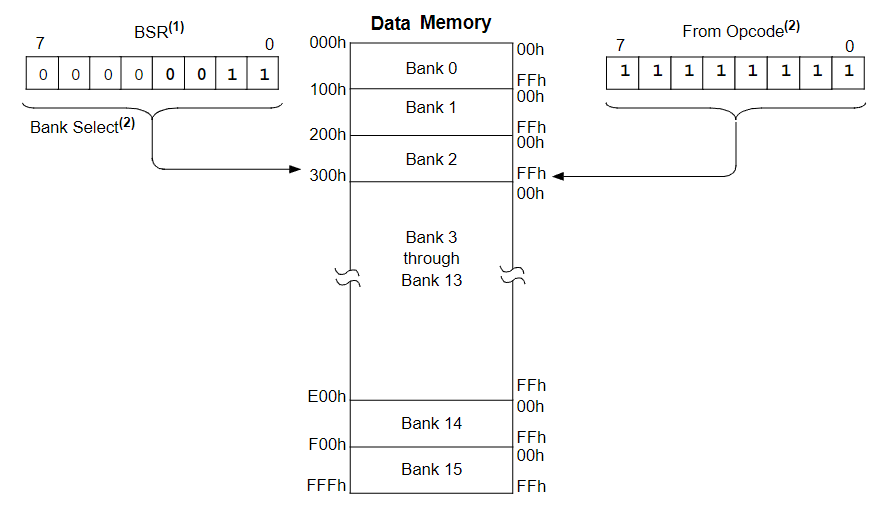 Data Memory
BSR(1)
From Opcode(2)
7 0
7 0
0 0 0 0 0 0 1 1
1 1 1 1 1 1 1 1
Bank Select(2)
000h
00h
Bank 0
FFh
100h
00h
Bank 1
FFh
200h
00h
Bank 2
FFh
300h
00h
Bank 3
through
Bank 13
FFh
E00h
00h
Bank 14
FFh
F00h
00h
Bank 15
FFFh
FFh